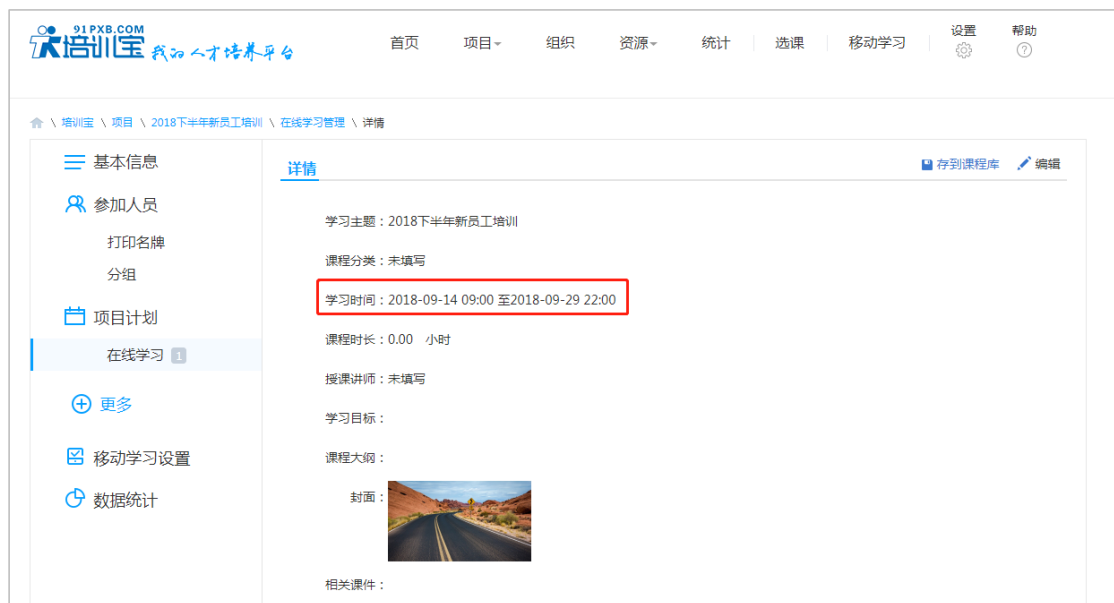 91PXB.COM
培训宝 我的人才培养平台
首页 项目 组织 资源 统计 选课 移动学习 设置 帮助
\ 培训宝 \ 项目 \ 2018下半年新员工培训 \ 在线学习管理 \ 详情
基本信息
参加人员
打印名牌
分组
项目计划
在线学习 1
更多
移动学习设置
数据统计
详情
存到课程库 编辑
学习主题：2018下半年新员工培训
课程分类：未填写
学习时间：2018-09-14 09:00 至2018-09-29 22:00
课程时长：0.00 小时
授课讲师：未填写
学习目标：
课程大纲：
封面：
相关课件：